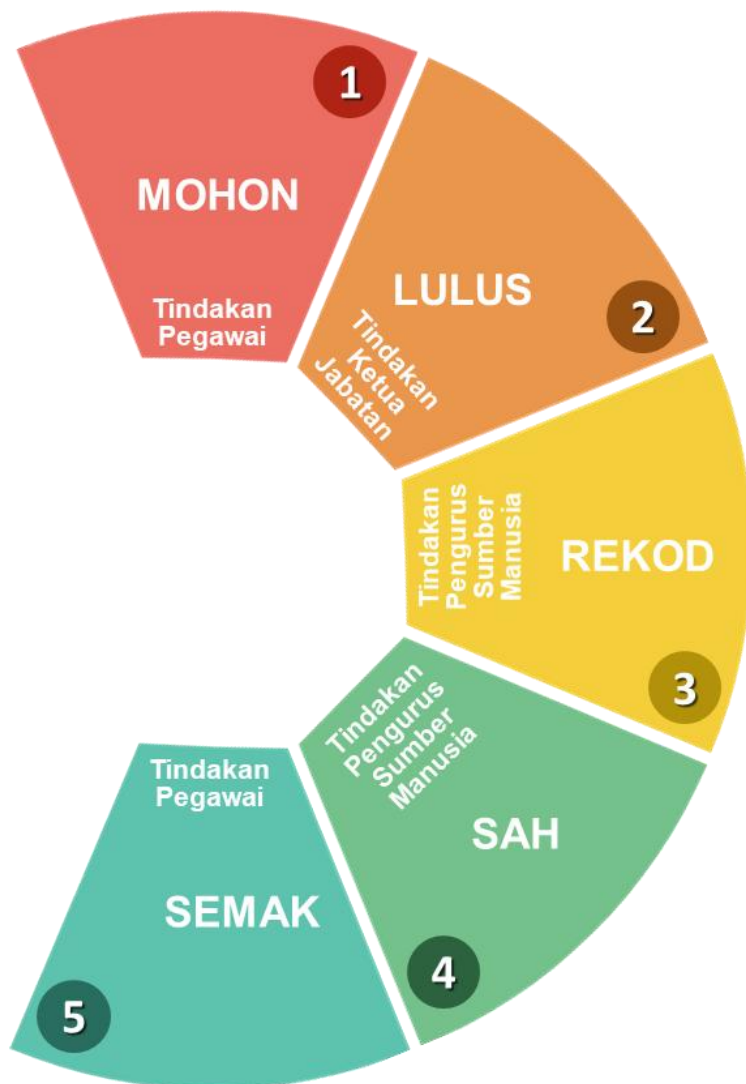 1
MOHON
Tindakan
Pegawai
2
LULUS
Tindakan
Ketua
Jabatan
3
REKOD
Tindakan
Pengurus
Sumber
Manusia
4
SAH
Tindakan
Pengurus
Sumber
Manusia
5
SEMAK
Tindakan
Pegawai